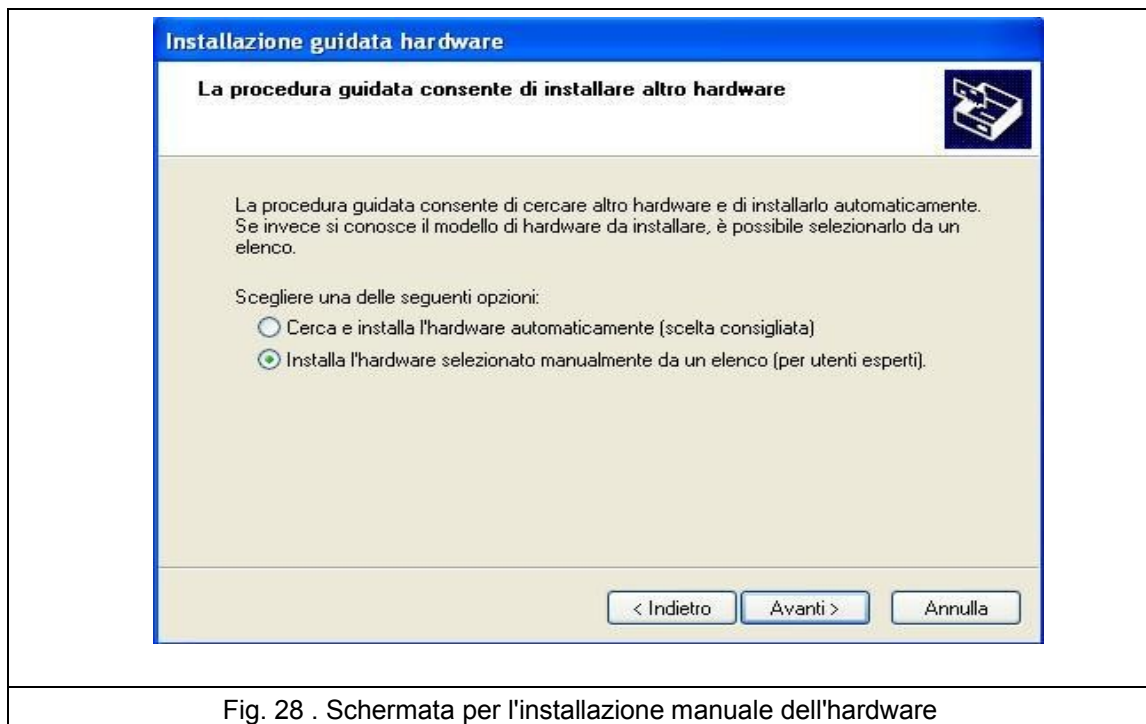 Installazione guidata hardware
La procedura guidata consente di installare altro hardware
La procedura guidata consente di cercare altro hardware e di installarlo automaticamente.
Se invece si conosce il modello di hardware da installare, è possibile selezionarlo da un
elenco.
Scegliere una delle seguenti opzioni:
Cerca e installa l'hardware automaticamente (scelta consigliata)
Installa l'hardware selezionato manualmente da un elenco (per utenti esperti).
< Indietro Avanti > Annulla
Fig. 28 . Schermata per l'installazione manuale dell'hardware